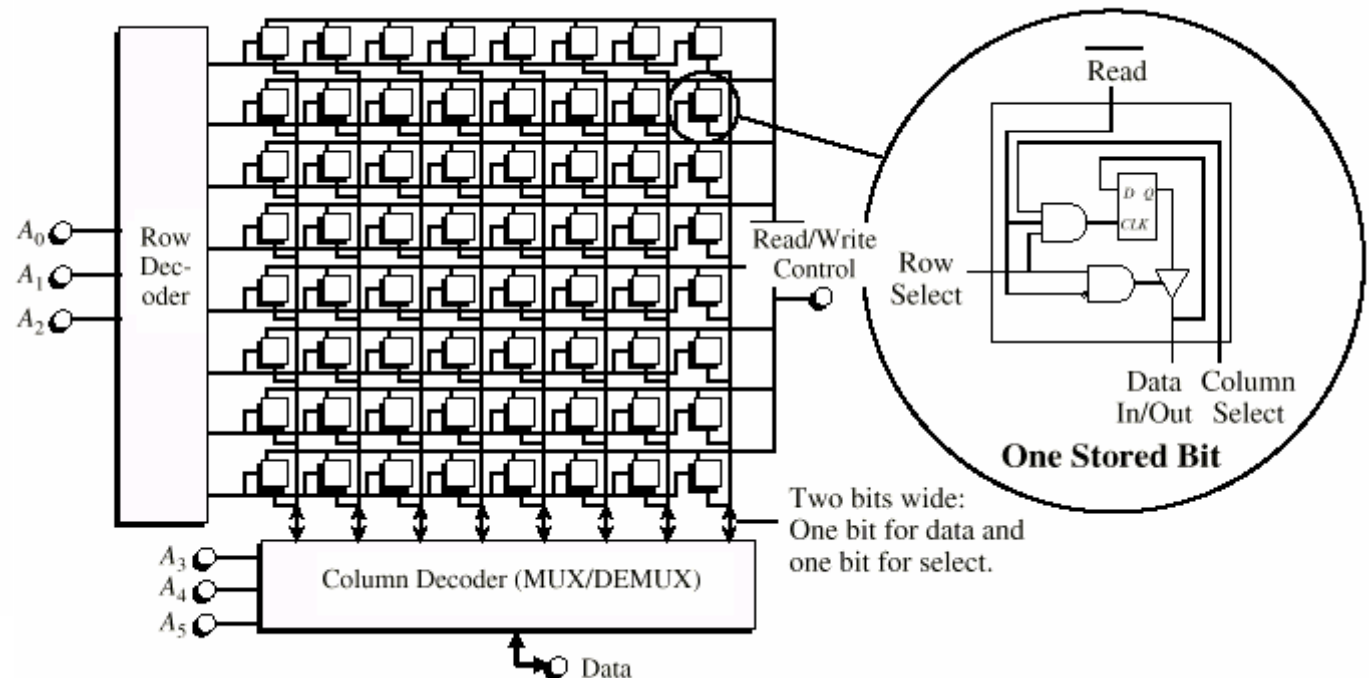 A0
A1
A2
Row
Dec-
oder
Read/Write
Control
Read
Row
Select
D Q
CLK
Data
In/Out
Column
Select
One Stored Bit
Two bits wide:
One bit for data and
one bit for select.
A3
A4
A5
Column Decoder (MUX/DEMUX)
Data